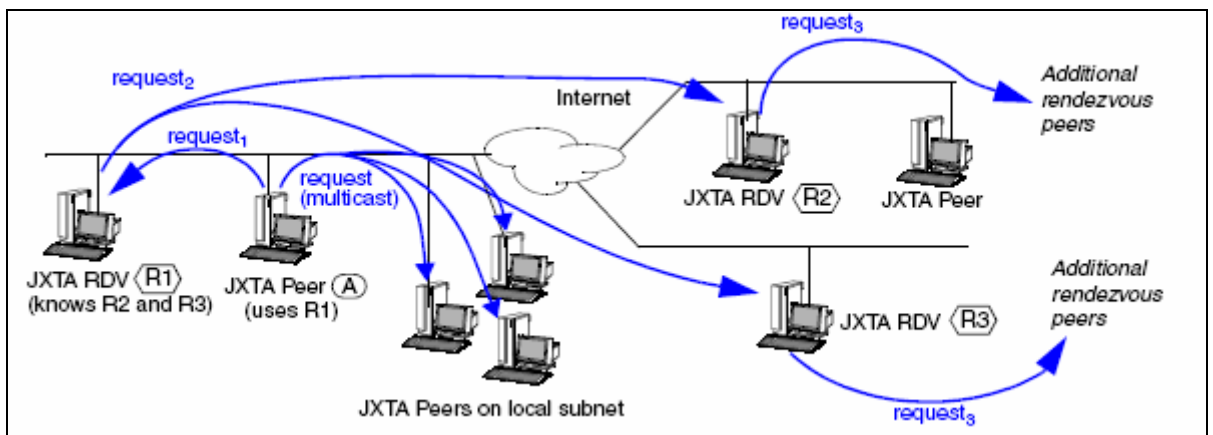 request₃
request₂
Internet
Additional
rendezvous
peers
request₁
request
(multicast)
JXTA RDV R2
JXTA Peer
JXTA RDV R1
(knows R2 and R3)
JXTA Peer A
(uses R1)
Additional
rendezvous
peers
JXTA RDV R3
JXTA Peers on local subnet
request₃